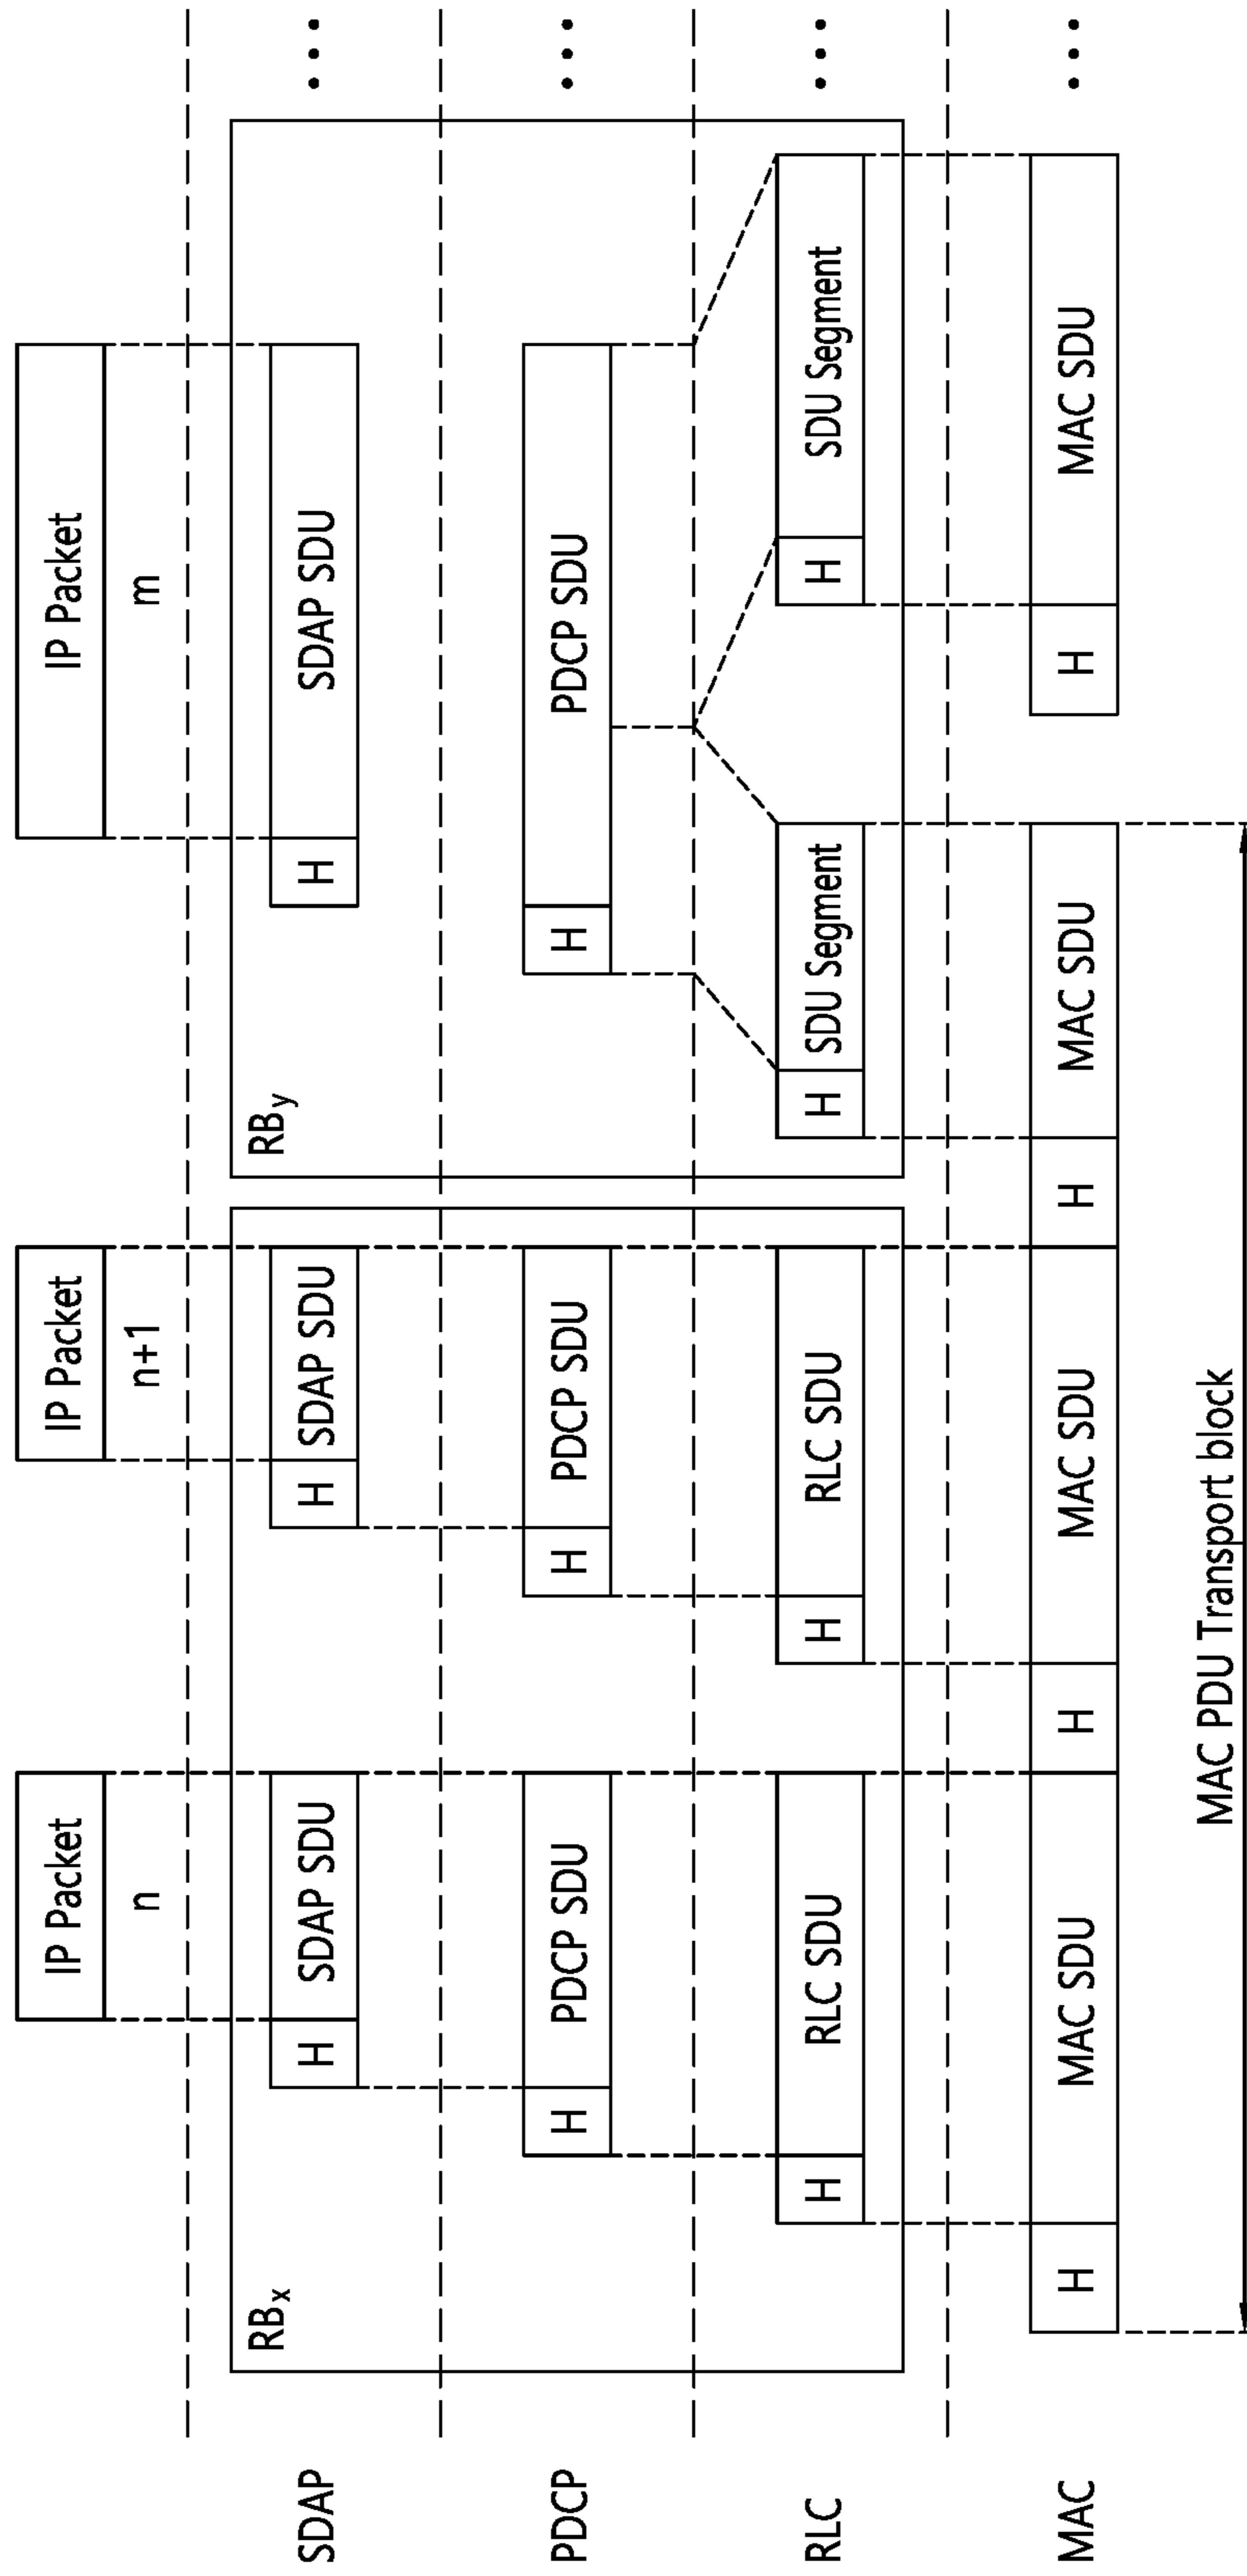 IP Packet IP Packet IP Packet
n n+1 m
RBx RBy
SDAP H SDAP SDU H SDAP SDU H SDAP SDU •••
PDCP H PDCP SDU H PDCP SDU H PDCP SDU •••
RLC H RLC SDU H RLC SDU H SDU Segment H SDU Segment •••
MAC H MAC SDU H MAC SDU H MAC SDU H MAC SDU •••
MAC PDU Transport block